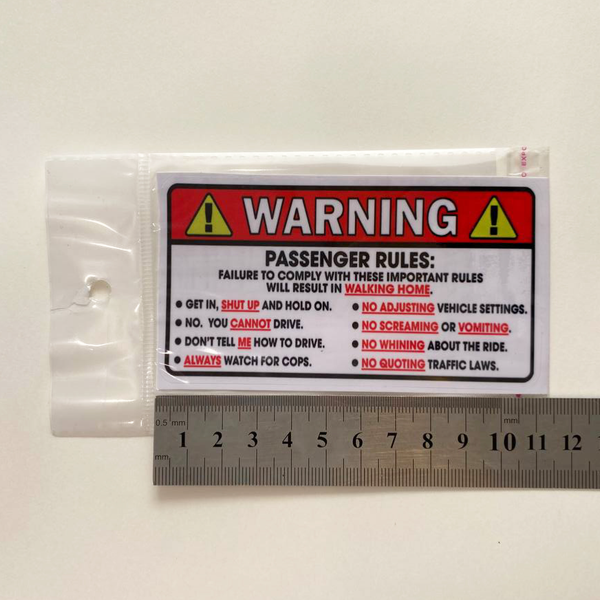 WARNING
PASSENGER RULES:
FAILURE TO COMPLY WITH THESE IMPORTANT RULES
WILL RESULT IN WALKING HOME.
• GET IN, SHUT UP AND HOLD ON.
• NO. YOU CANNOT DRIVE.
• DON'T TELL ME HOW TO DRIVE.
• ALWAYS WATCH FOR COPS.
• NO ADJUSTING VEHICLE SETTINGS.
• NO SCREAMING OR VOMITING.
• NO WHINING ABOUT THE RIDE.
• NO QUOTING TRAFFIC LAWS.
0,5 mm mm
1 2 3 4 5 6 7 8 9 10 11 12
mm